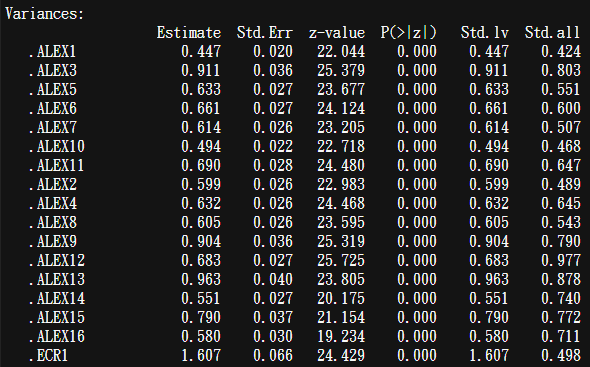 Variances:
Estimate Std.Err z-value P(>|z|) Std.lv Std.all
.ALEX1 0.447 0.020 22.044 0.000 0.447 0.424
.ALEX3 0.911 0.036 25.379 0.000 0.911 0.803
.ALEX5 0.633 0.027 23.677 0.000 0.633 0.551
.ALEX6 0.661 0.027 24.124 0.000 0.661 0.600
.ALEX7 0.614 0.026 23.205 0.000 0.614 0.507
.ALEX10 0.494 0.022 22.718 0.000 0.494 0.468
.ALEX11 0.690 0.028 24.480 0.000 0.690 0.647
.ALEX2 0.599 0.026 22.983 0.000 0.599 0.489
.ALEX4 0.632 0.026 24.468 0.000 0.632 0.645
.ALEX8 0.605 0.026 23.595 0.000 0.605 0.543
.ALEX9 0.904 0.036 25.319 0.000 0.904 0.790
.ALEX12 0.683 0.027 25.725 0.000 0.683 0.977
.ALEX13 0.963 0.040 23.805 0.000 0.963 0.878
.ALEX14 0.551 0.027 20.175 0.000 0.551 0.740
.ALEX15 0.790 0.037 21.154 0.000 0.790 0.772
.ALEX16 0.580 0.030 19.234 0.000 0.580 0.711
.ECR1 1.607 0.066 24.429 0.000 1.607 0.498